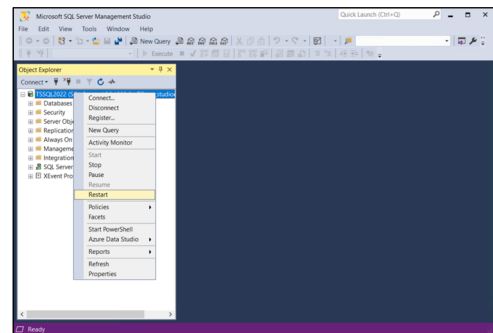 Microsoft SQL Server Management Studio
Quick Launch (Ctrl+Q)
File Edit View Tools Window Help
New Query
Execute
Object Explorer
Connect
TSSQL2022
Databases
Security
Server Obj
Replication
Always On
Manageme
Integration
SQL Server
XEvent Pro
Connect...
Disconnect
Register...
New Query
Activity Monitor
Start
Stop
Pause
Resume
Restart
Policies
Facets
Start PowerShell
Azure Data Studio
Reports
Refresh
Properties
Ready